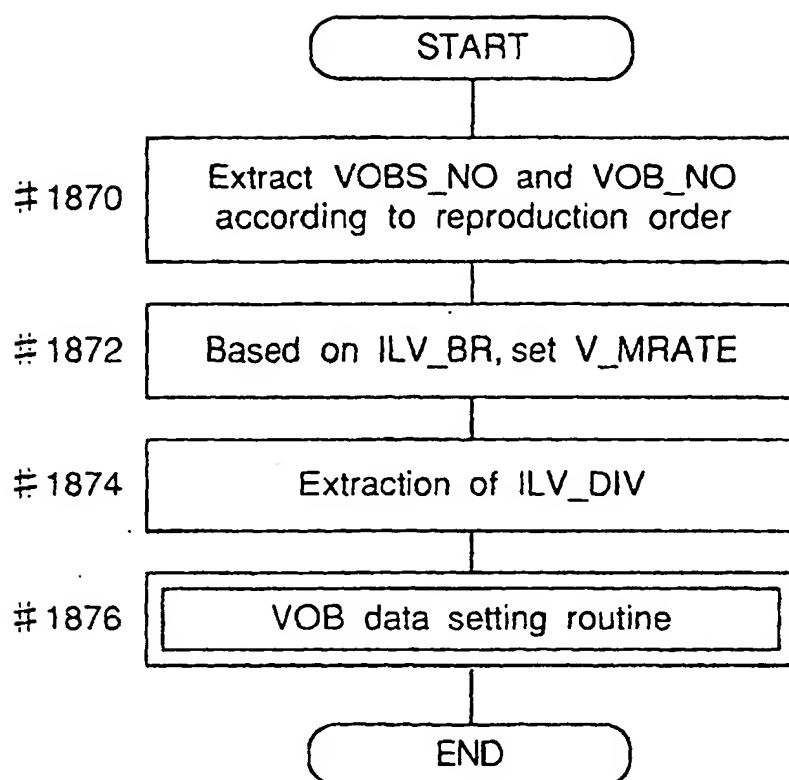 START
#1870
Extract VOBS_NO and VOB_NO
according to reproduction order
#1872
Based on ILV_BR, set V_MRATE
#1874
Extraction of ILV_DIV
#1876
VOB data setting routine
END